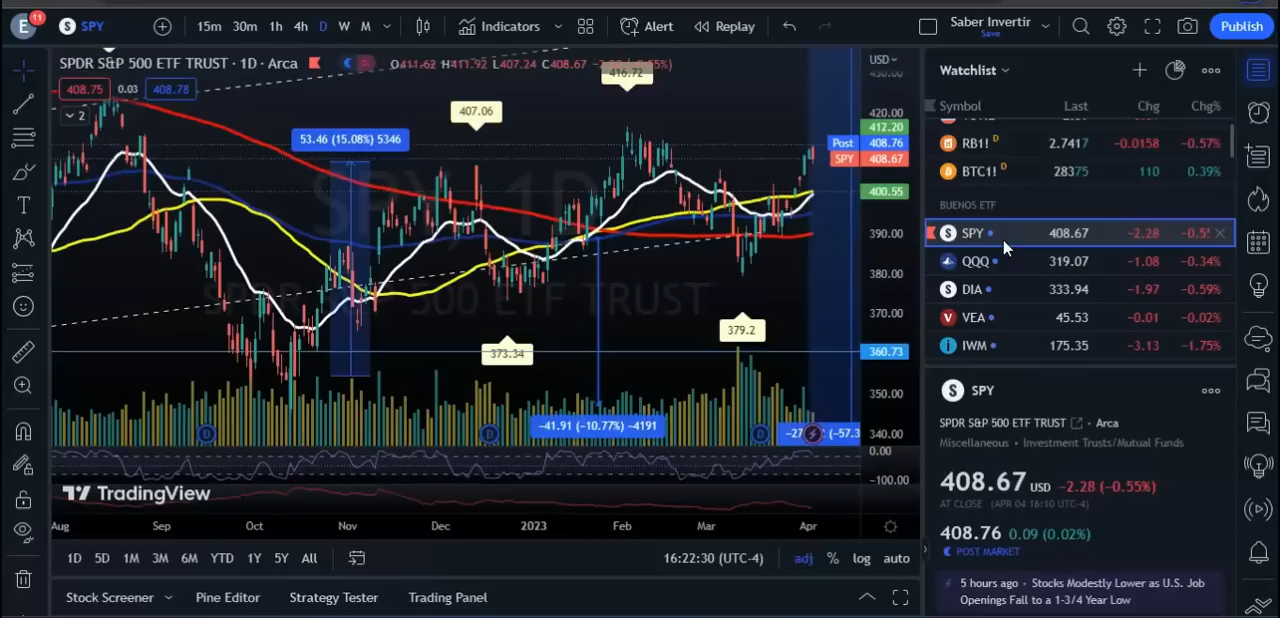 E 11 S SPY 15m 30m 1h 4h D W M Indicators Alert Replay Saber Invertir Save Publish
SPDR S&P 500 ETF TRUST · 1D · Arca O411.62 H411.92 L407.24 C408.67
408.75 0.03 408.78
2
USD
420.00
412.20
Post 408.76
SPY 408.67
400.55
390.00
380.00
370.00
360.73
350.00
340.00
0.00
−100.00
416.72
407.06
53.46 (15.08%) 5346
SPY, 1D
SPDR S&P 500 ETF TRUST
373.34
379.2
−41.91 (−10.77%) −4191
D D D
TradingView
Aug Sep Oct Nov Dec 2023 Feb Mar Apr
1D 5D 1M 3M 6M YTD 1Y 5Y All 16:22:30 (UTC-4) adj % log auto
Stock Screener Pine Editor Strategy Tester Trading Panel
Watchlist
Symbol Last Chg Chg%
RB1! D 2.7417 −0.0158 −0.57%
BTC1! D 28375 110 0.39%
BUENOS ETF
S SPY 408.67 −2.28
QQQ 319.07 −1.08 −0.34%
S DIA 333.94 −1.97 −0.59%
V VEA 45.53 −0.01 −0.02%
IWM 175.35 −3.13 −1.75%
S SPY
SPDR S&P 500 ETF TRUST · Arca
Miscellaneous · Investment Trusts/Mutual Funds
408.67 USD −2.28 (−0.55%)
AT CLOSE (APR 04 16:10 UTC-4)
408.76 0.09 (0.02%)
POST MARKET
5 hours ago · Stocks Modestly Lower as U.S. Job
Openings Fall to a 1-3/4 Year Low